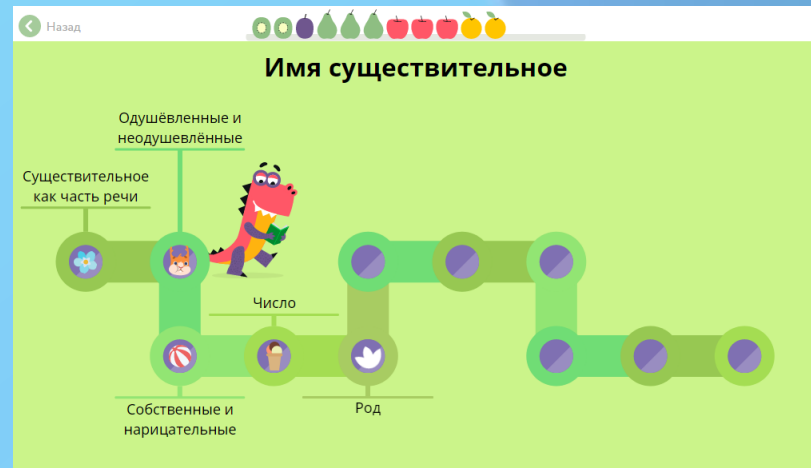 Назад
Имя существительное
Одушёвленные и
неодушевлённые
Существительное
как часть речи
Число
Собственные и
нарицательные
Род